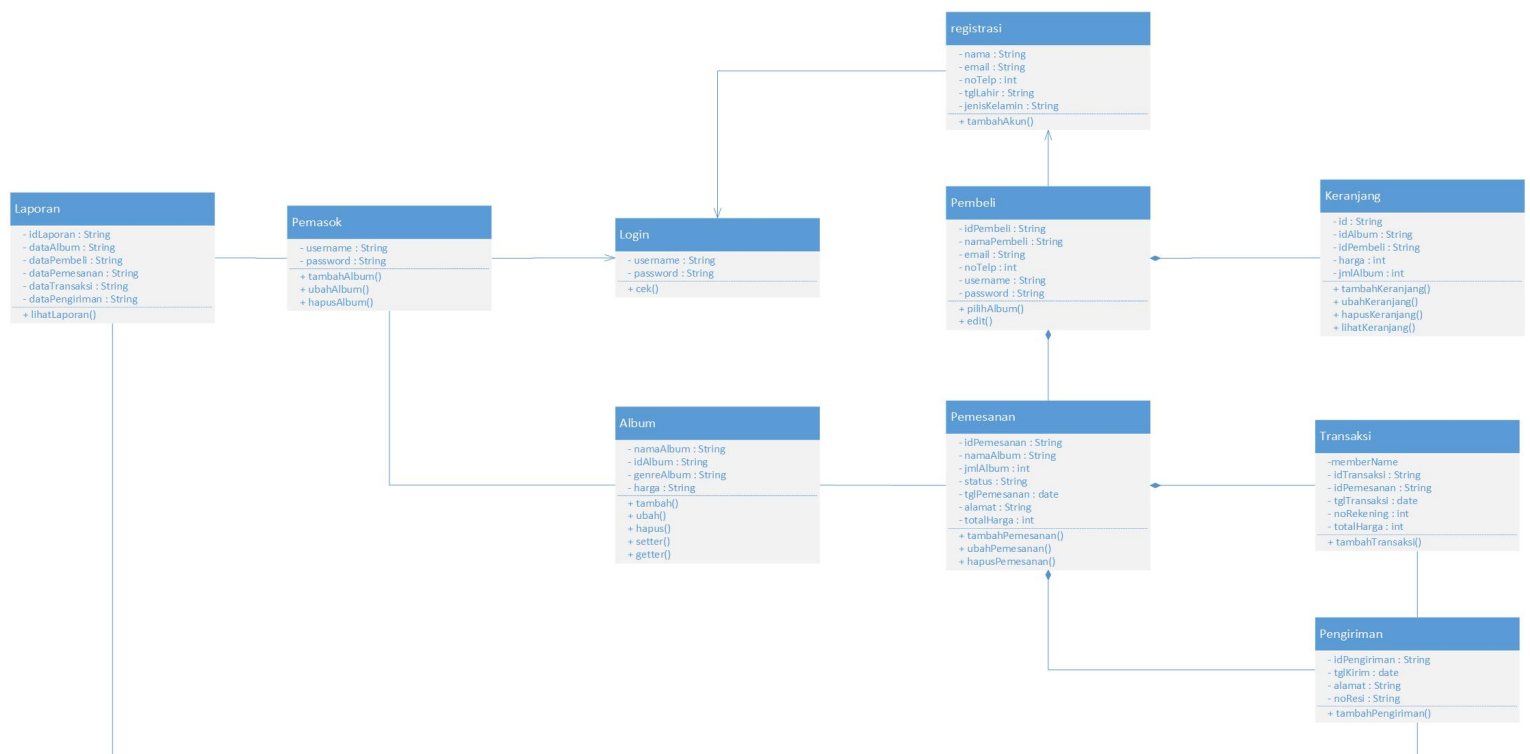 registrasi
- nama : String
- email : String
- noTelp : int
- tglLahir : String
- jenisKelamin : String
+ tambahAkun()
Laporan
- idLaporan : String
- dataAlbum : String
- dataPembeli : String
- dataPemesanan : String
- dataTransaksi : String
- dataPengiriman : String
+ lihatLaporan()
Pemasok
- username : String
- password : String
+ tambahAlbum()
+ ubahAlbum()
+ hapusAlbum()
Login
- username : String
- password : String
+ cek()
Pembeli
- idPembeli : String
- namaPembeli : String
- email : String
- noTelp : int
- username : String
- password : String
+ pilihAlbum()
+ edit()
Keranjang
- id : String
- idAlbum : String
- idPembeli : String
- harga : int
- jmlAlbum : int
+ tambahKeranjang()
+ ubahKeranjang()
+ hapusKeranjang()
+ lihatKeranjang()
Album
- namaAlbum : String
- idAlbum : String
- genreAlbum : String
- harga : String
+ tambah()
+ ubah()
+ hapus()
+ setter()
+ getter()
Pemesanan
- idPemesanan : String
- namaAlbum : String
- jmlAlbum : int
- status : String
- tglPemesanan : date
- alamat : String
- totalHarga : int
+ tambahPemesanan()
+ ubahPemesanan()
+ hapusPemesanan()
Transaksi
-memberName
- idTransaksi : String
- idPemesanan : String
- tglTransaksi : date
- noRekening : int
- totalHarga : int
+ tambahTransaksi()
Pengiriman
- idPengiriman : String
- tglKirim : date
- alamat : String
- noResi : String
+ tambahPengiriman()